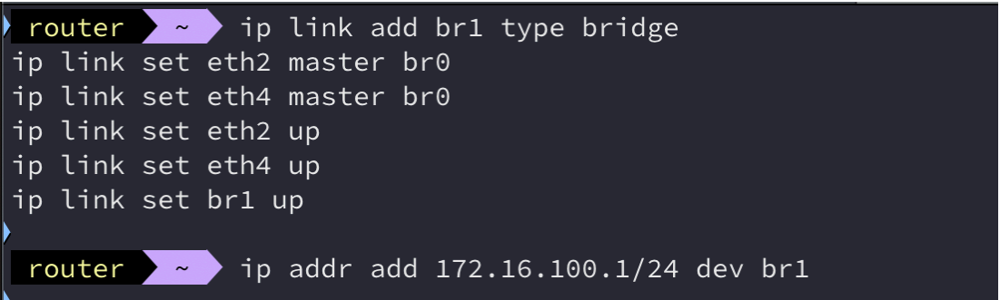 router ~ ip link add br1 type bridge
ip link set eth2 master br0
ip link set eth4 master br0
ip link set eth2 up
ip link set eth4 up
ip link set br1 up
router ~ ip addr add 172.16.100.1/24 dev br1